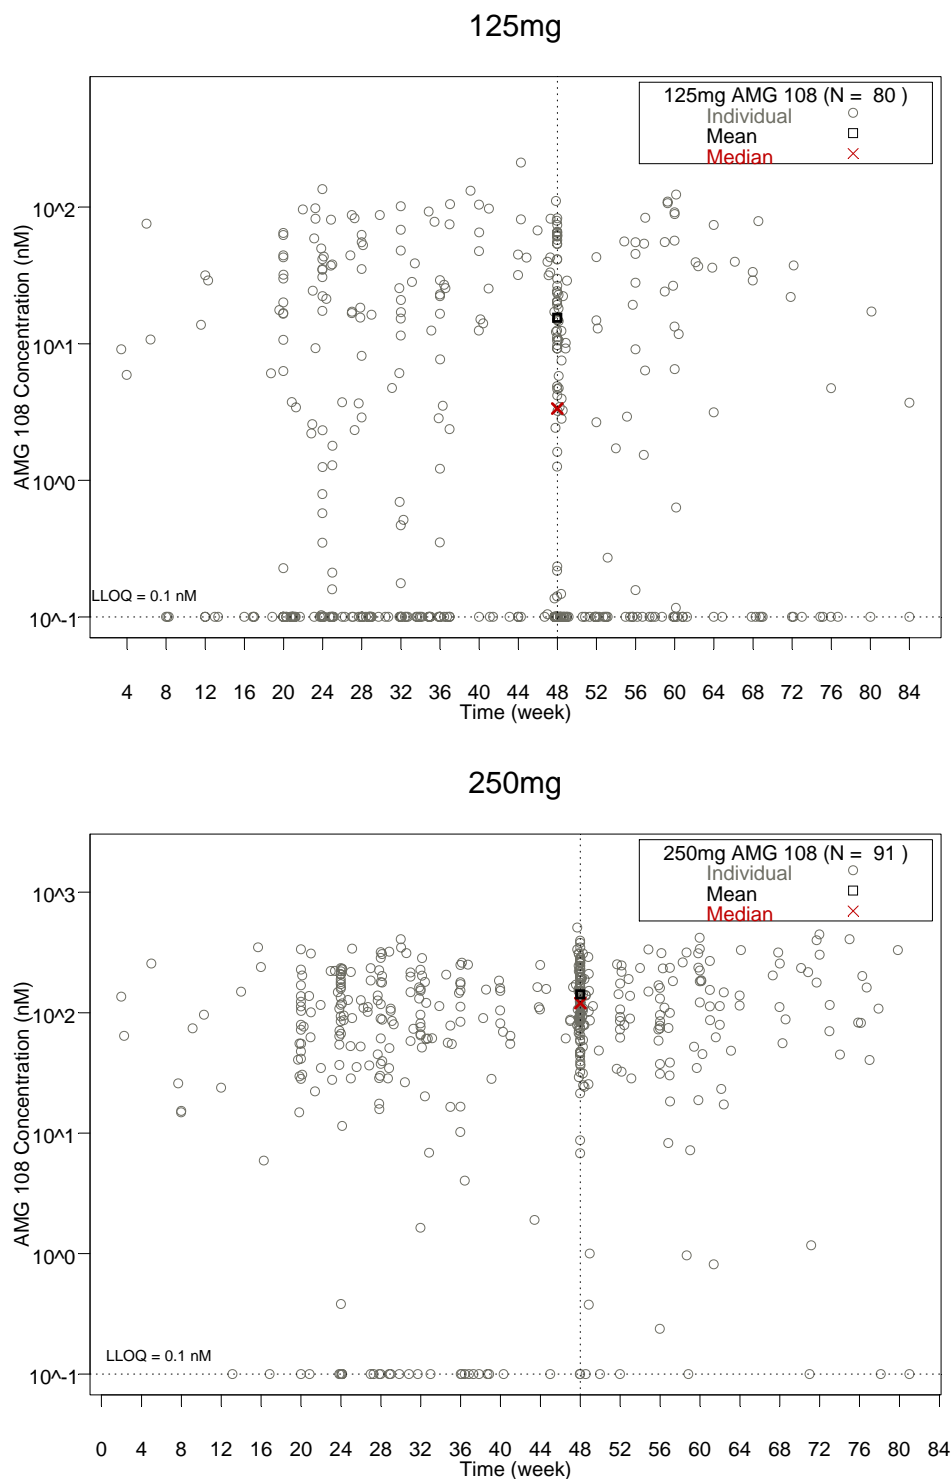 125mg
125mg AMG 108 (N = 80 )
Individual
Mean
Median
AMG 108 Concentration (nM)
10^2
10^1
10^0
10^-1
LLOQ = 0.1 nM
4 8 12 16 20 24 28 32 36 40 44 48 52 56 60 64 68 72 76 80 84
Time (week)
250mg
250mg AMG 108 (N = 91 )
Individual
Mean
Median
AMG 108 Concentration (nM)
10^3
10^2
10^1
10^0
10^-1
LLOQ = 0.1 nM
0 4 8 12 16 20 24 28 32 36 40 44 48 52 56 60 64 68 72 76 80 84
Time (week)